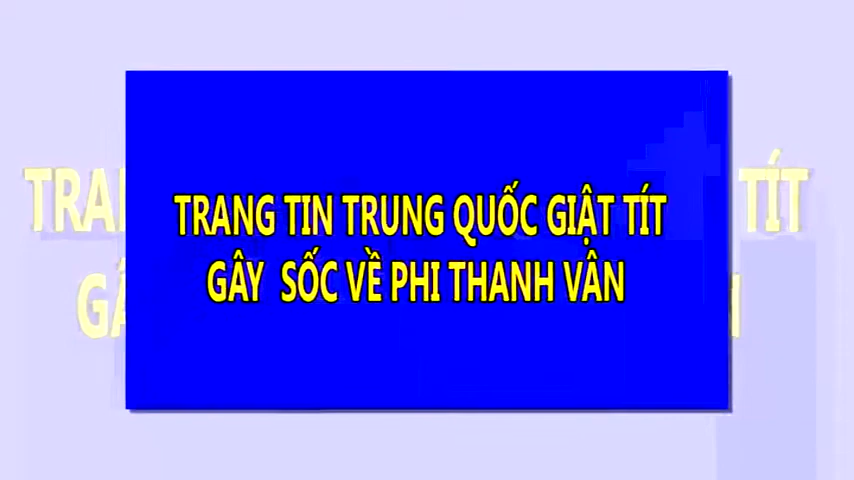 TRANG TIN TRUNG QUỐC GIẬT TÍT
GÂY SỐC VỀ PHI THANH VÂN